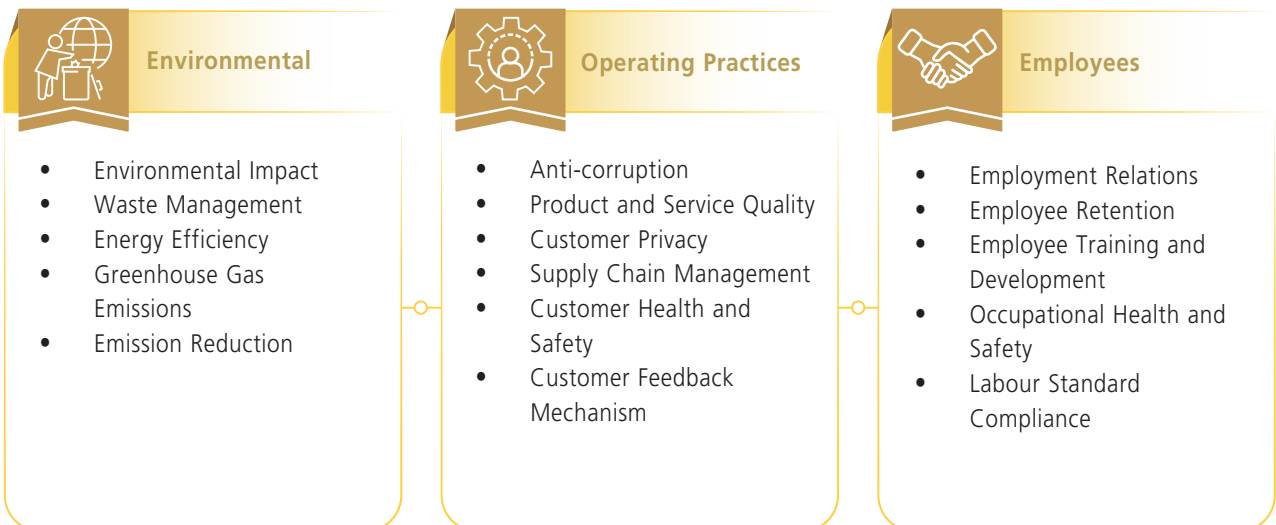 Environmental
• Environmental Impact
• Waste Management
• Energy Efficiency
• Greenhouse Gas
Emissions
• Emission Reduction
Operating Practices
• Anti-corruption
• Product and Service Quality
• Customer Privacy
• Supply Chain Management
• Customer Health and
Safety
• Customer Feedback
Mechanism
Employees
• Employment Relations
• Employee Retention
• Employee Training and
Development
• Occupational Health and
Safety
• Labour Standard
Compliance